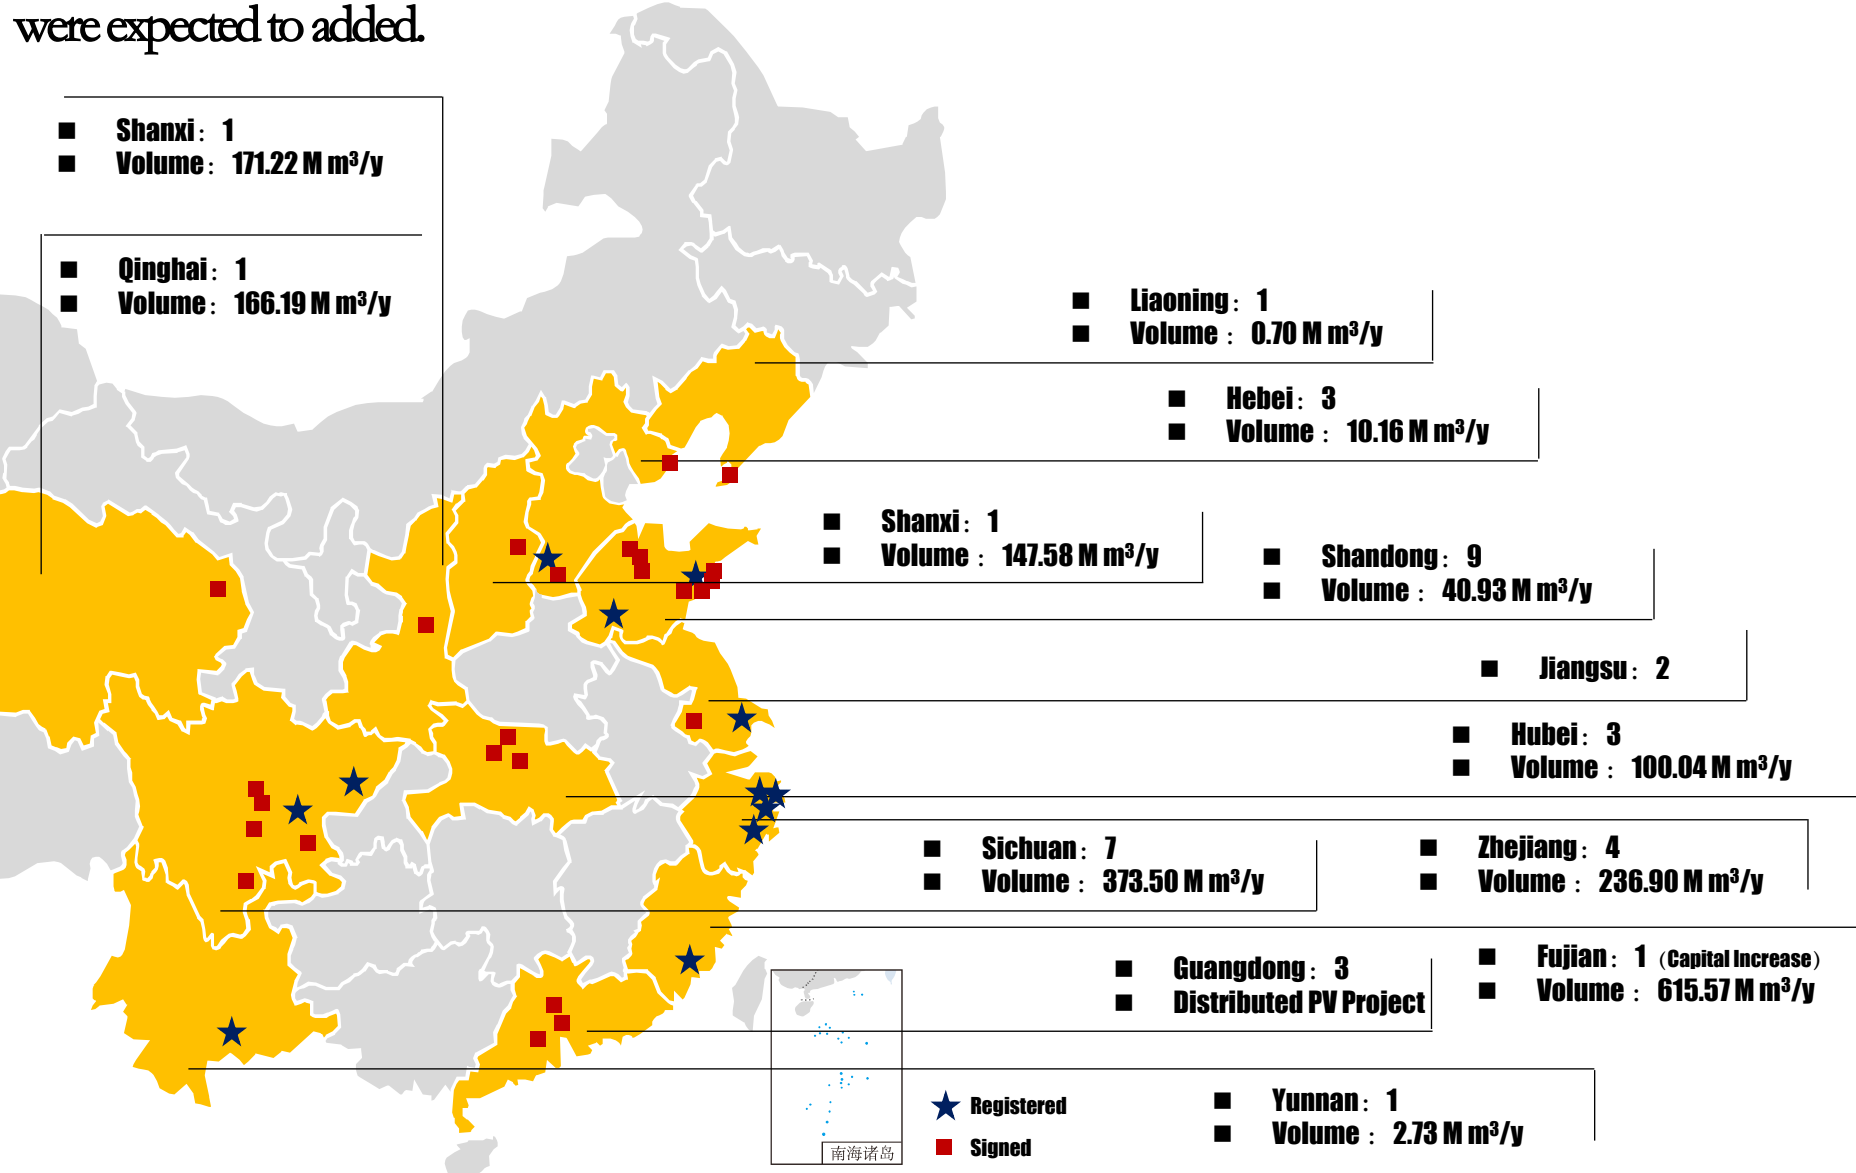 were expected to added.
■ Shanxi： 1
■ Volume： 171.22 M m³/y
■ Qinghai： 1
■ Volume： 166.19 M m³/y
■ Liaoning： 1
■ Volume ： 0.70 M m³/y
■ Hebei： 3
■ Volume ： 10.16 M m³/y
■ Shanxi： 1
■ Volume ： 147.58 M m³/y
■ Shandong： 9
■ Volume ： 40.93 M m³/y
■ Jiangsu： 2
■ Hubei： 3
■ Volume ： 100.04 M m³/y
■ Sichuan： 7
■ Volume ： 373.50 M m³/y
■ Zhejiang： 4
■ Volume ： 236.90 M m³/y
■ Guangdong： 3
■ Distributed PV Project
■ Fujian： 1（Capital Increase）
■ Volume ： 615.57 M m³/y
■ Yunnan： 1
■ Volume ： 2.73 M m³/y
Registered
Signed
南海诸岛